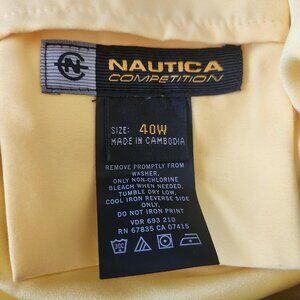 NAUTICA
COMPETITION
SIZE: 40W
MADE IN CAMBODIA
REMOVE PROMPTLY FROM
WASHER,
ONLY NON-CHLORINE
BLEACH WHEN NEEDED,
TUMBLE DRY LOW,
COOL IRON REVERSE SIDE
ONLY,
DO NOT IRON PRINT
VDR 693 210
RN 67835 CA 07415